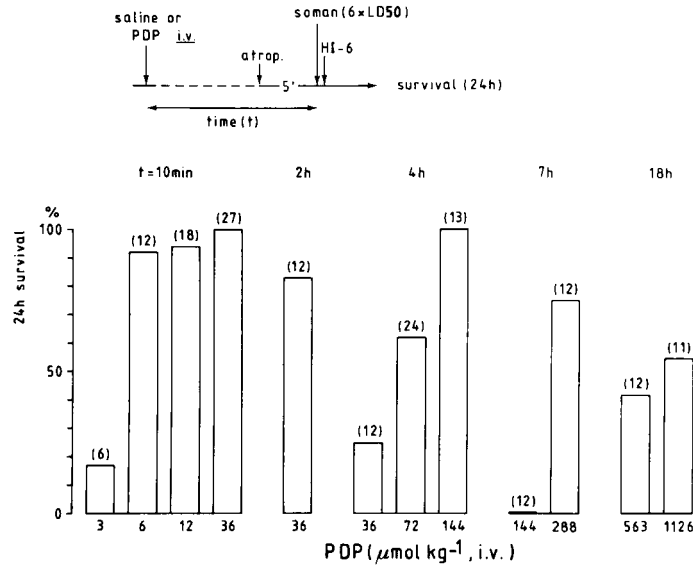 saline or
PDP i.v.
soman (6×LD50)
HI-6
atrop.
5'
survival (24h)
time(t)
t=10min 2h 4h 7h 18h
%
24h survival
100
50
0
(6) (12) (18) (27) (12) (12) (24) (13) (12) (12) (12) (11)
3 6 12 36 36 36 72 144 144 288 563 1126
PDP (μmol kg⁻¹, i.v.)